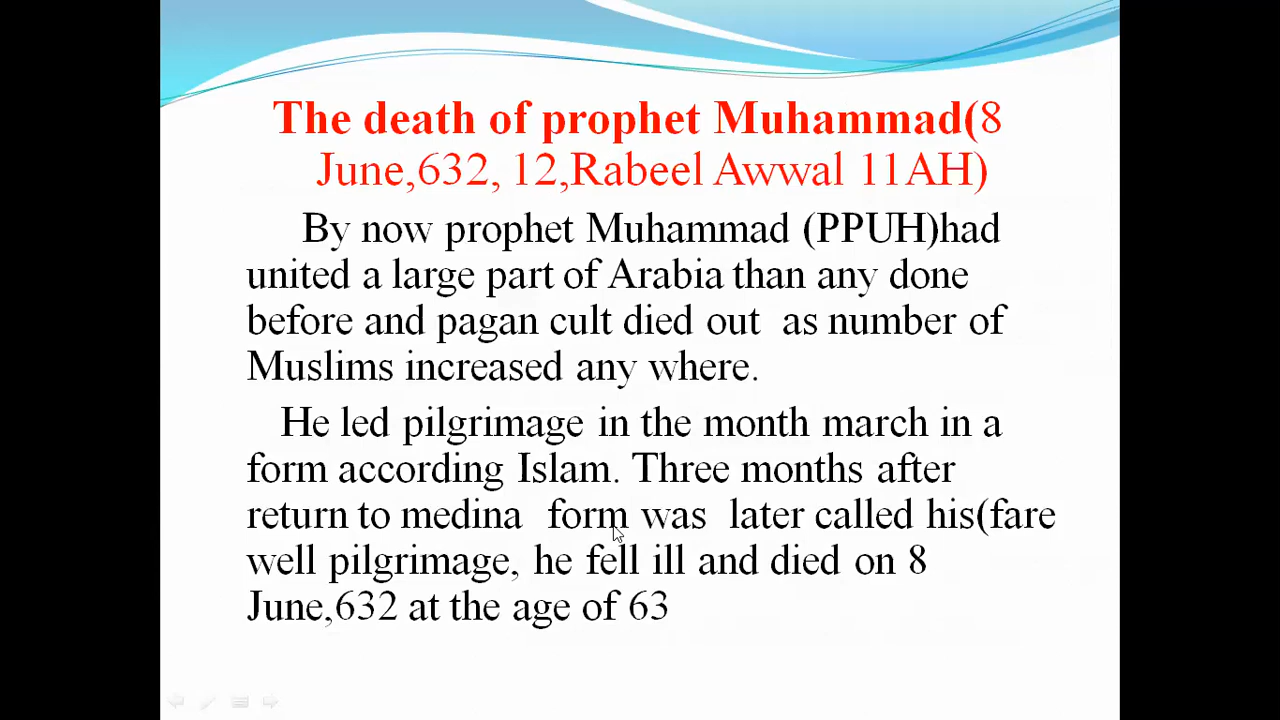 The death of prophet Muhammad(8
June,632, 12,Rabeel Awwal 11AH)
By now prophet Muhammad (PPUH)had
united a large part of Arabia than any done
before and pagan cult died out as number of
Muslims increased any where.
He led pilgrimage in the month march in a
form according Islam. Three months after
return to medina form was later called his(fare
well pilgrimage, he fell ill and died on 8
June,632 at the age of 63